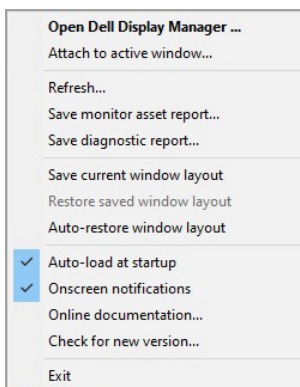 Open Dell Display Manager ...
Attach to active window...
Refresh...
Save monitor asset report...
Save diagnostic report...
Save current window layout
Restore saved window layout
Auto-restore window layout
Auto-load at startup
Onscreen notifications
Online documentation...
Check for new version...
Exit